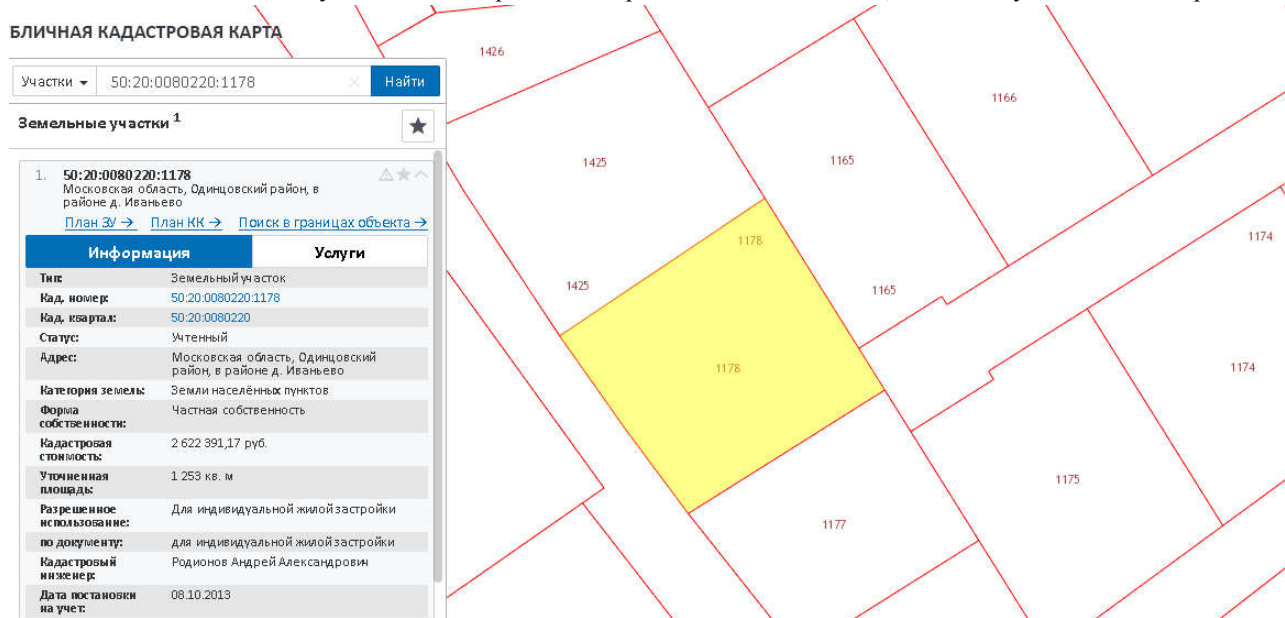 БЛИЧНАЯ КАДАСТРОВАЯ КАРТА
Участки 50:20:0080220:1178 × Найти
Земельные участки 1
1. 50:20:0080220:1178
Московская область, Одинцовский район, в
районе д. Иваньево
План ЗУ → План КК → Поиск в границах объекта →
Информация Услуги
Тип: Земельный участок
Кад. номер: 50:20:0080220:1178
Кад. квартал: 50:20:0080220
Статус: Учтенный
Адрес: Московская область, Одинцовский
район, в районе д. Иваньево
Категория земель: Земли населённых пунктов
Форма
собственности: Частная собственность
Кадастровая
стоимость: 2 622 391,17 руб.
Уточненная
площадь: 1 253 кв. м
Разрешенное
использование: Для индивидуальной жилой застройки
по документу: для индивидуальной жилой застройки
Кадастровый
инженер: Родионов Андрей Александрович
Дата постановки
на учет: 08.10.2013
1426
1166
1425
1165
1178
1174
1425
1165
1178
1174
1175
1177